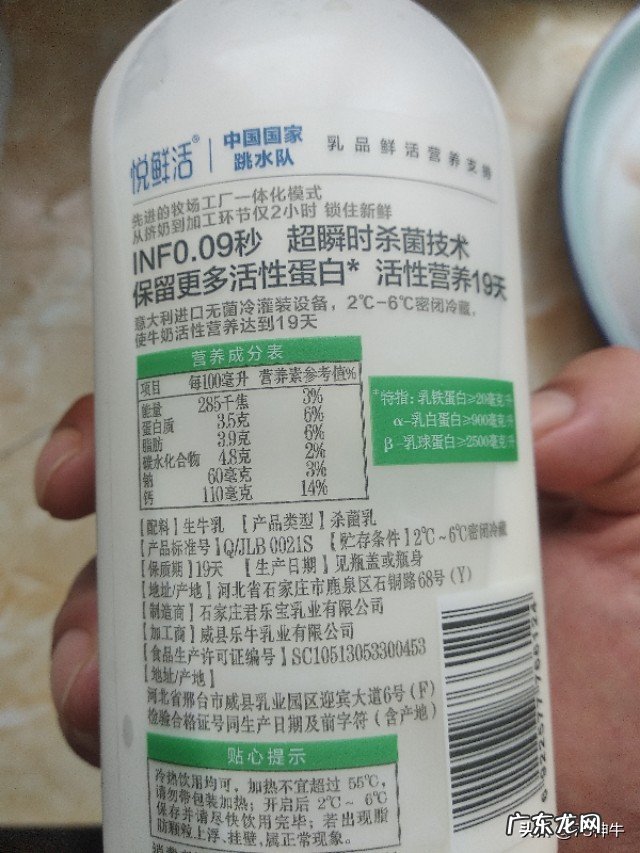 悦鲜活® | 中国国家跳水队 乳品鲜活营养支持
先进的牧场工厂一体化模式
从挤奶到加工环节仅2小时 锁住新鲜
INF0.09秒 超瞬时杀菌技术
保留更多活性蛋白* 活性营养19天
意大利进口无菌冷灌装设备，2℃-6℃密闭冷藏，
使牛奶活性营养达到19天
营养成分表
项目 每100毫升 营养素参考值%
能量 285千焦 3%
蛋白质 3.5克 6%
脂肪 3.9克 6%
碳水化合物 4.8克 2%
钠 60毫克 3%
钙 110毫克 14%
*特指：乳铁蛋白≥20毫克/升
α-乳白蛋白≥900毫克/升
β-乳球蛋白≥2500毫克/升
【配料】生牛乳 【产品类型】杀菌乳
【产品标准号】Q/JLB 0021S 【贮存条件】2℃~6℃密闭冷藏
【保质期】19天 【生产日期】见瓶盖或瓶身
【地址/产地】河北省石家庄市鹿泉区石铜路68号(Y)
【制造商】石家庄君乐宝乳业有限公司
【加工商】威县乐牛乳业有限公司
【食品生产许可证编号】SC10513053300453
【地址/产地】
河北省邢台市威县乳业园区迎宾大道6号(F)
检验合格证号同生产日期及前字符（含产地）
6 922577 766124
贴心提示
冷热饮用均可，加热不宜超过 55℃，
请勿带包装加热；开启后 2℃~ 6℃
保存并请尽快饮用完毕；若出现脂
肪颗粒上浮、挂壁，属正常现象。
广东龙网